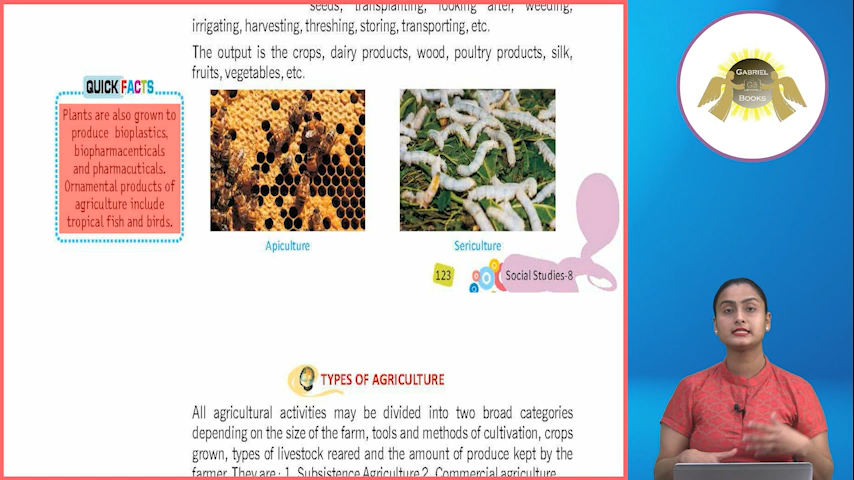 seeds, transplanting, looking after, weeding,
irrigating, harvesting, threshing, storing, transporting, etc.
The output is the crops, dairy products, wood, poultry products, silk,
fruits, vegetables, etc.
QUICK FACTS
Plants are also grown to
produce bioplastics,
biopharmacenticals
and pharmacuticals.
Ornamental products of
agriculture include
tropical fish and birds.
Apiculture
Sericulture
123
Social Studies-8
GABRIEL
GB
BOOKS
TYPES OF AGRICULTURE
All agricultural activities may be divided into two broad categories
depending on the size of the farm, tools and methods of cultivation, crops
grown, types of livestock reared and the amount of produce kept by the
farmer. They are : 1. Subsistence Agriculture 2. Commercial agriculture